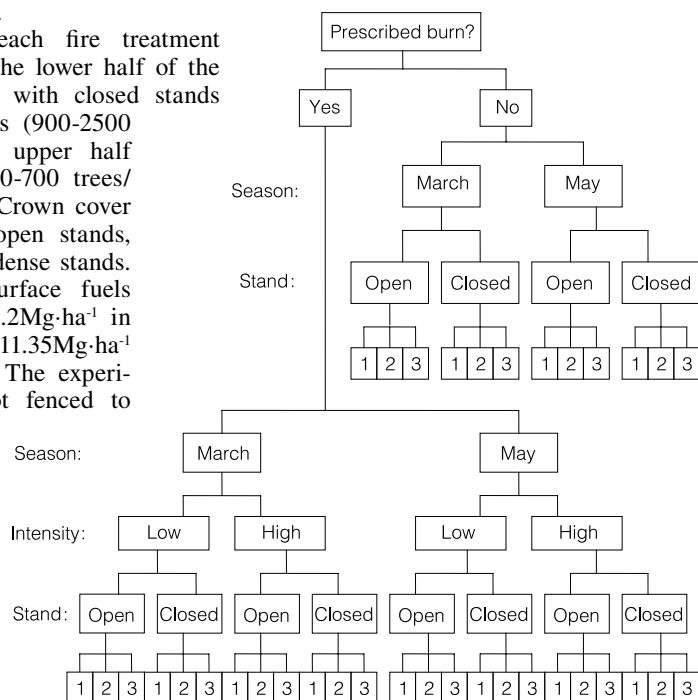 each fire treatment
he lower half of the
with closed stands
s (900-2500
upper half
0-700 trees/
Crown cover
open stands,
dense stands.
urface fuels
.2Mg·ha-1 in
11.35Mg·ha-1
The experi-
ot fenced to
Prescribed burn?
Yes No
Season: March May
Stand: Open Closed Open Closed
1 2 3 1 2 3 1 2 3 1 2 3
Season: March May
Intensity: Low High Low High
Stand: Open Closed Open Closed Open Closed Open Closed
1 2 3 1 2 3 1 2 3 1 2 3 1 2 3 1 2 3 1 2 3 1 2 3